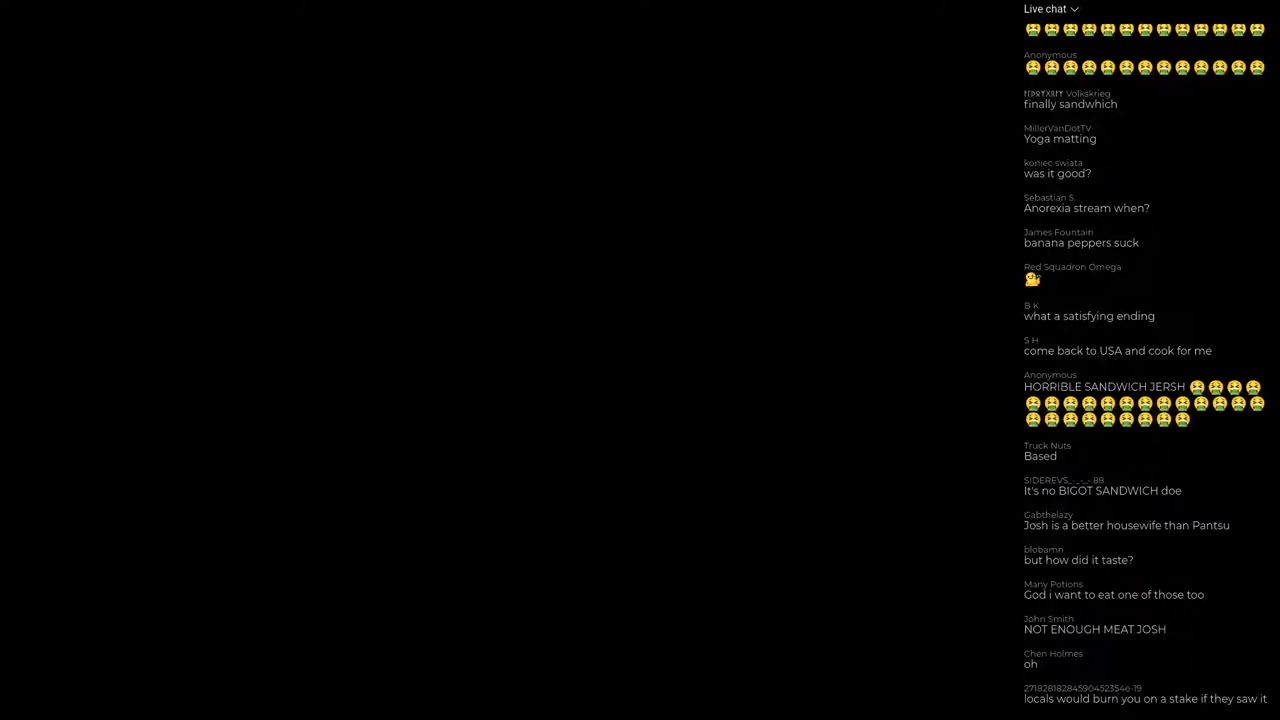 Live chat
Anonymous
Volkskrieg
finally sandwhich
MillerVanDotTV
Yoga matting
koniec swiata
was it good?
Sebastian S.
Anorexia stream when?
James Fountain
banana peppers suck
Red Squadron Omega
B K
what a satisfying ending
S H
come back to USA and cook for me
Anonymous
HORRIBLE SANDWICH JERSH 🤮🤮🤮🤮
Truck Nuts
Based
SIDEREVS_-_-_- 88
It's no BIGOT SANDWICH doe
Gabthelazy
Josh is a better housewife than Pantsu
blobamn
but how did it taste?
Many Potions
God i want to eat one of those too
John Smith
NOT ENOUGH MEAT JOSH
Chen Holmes
oh
27182818284590452354e-19
locals would burn you on a stake if they saw it